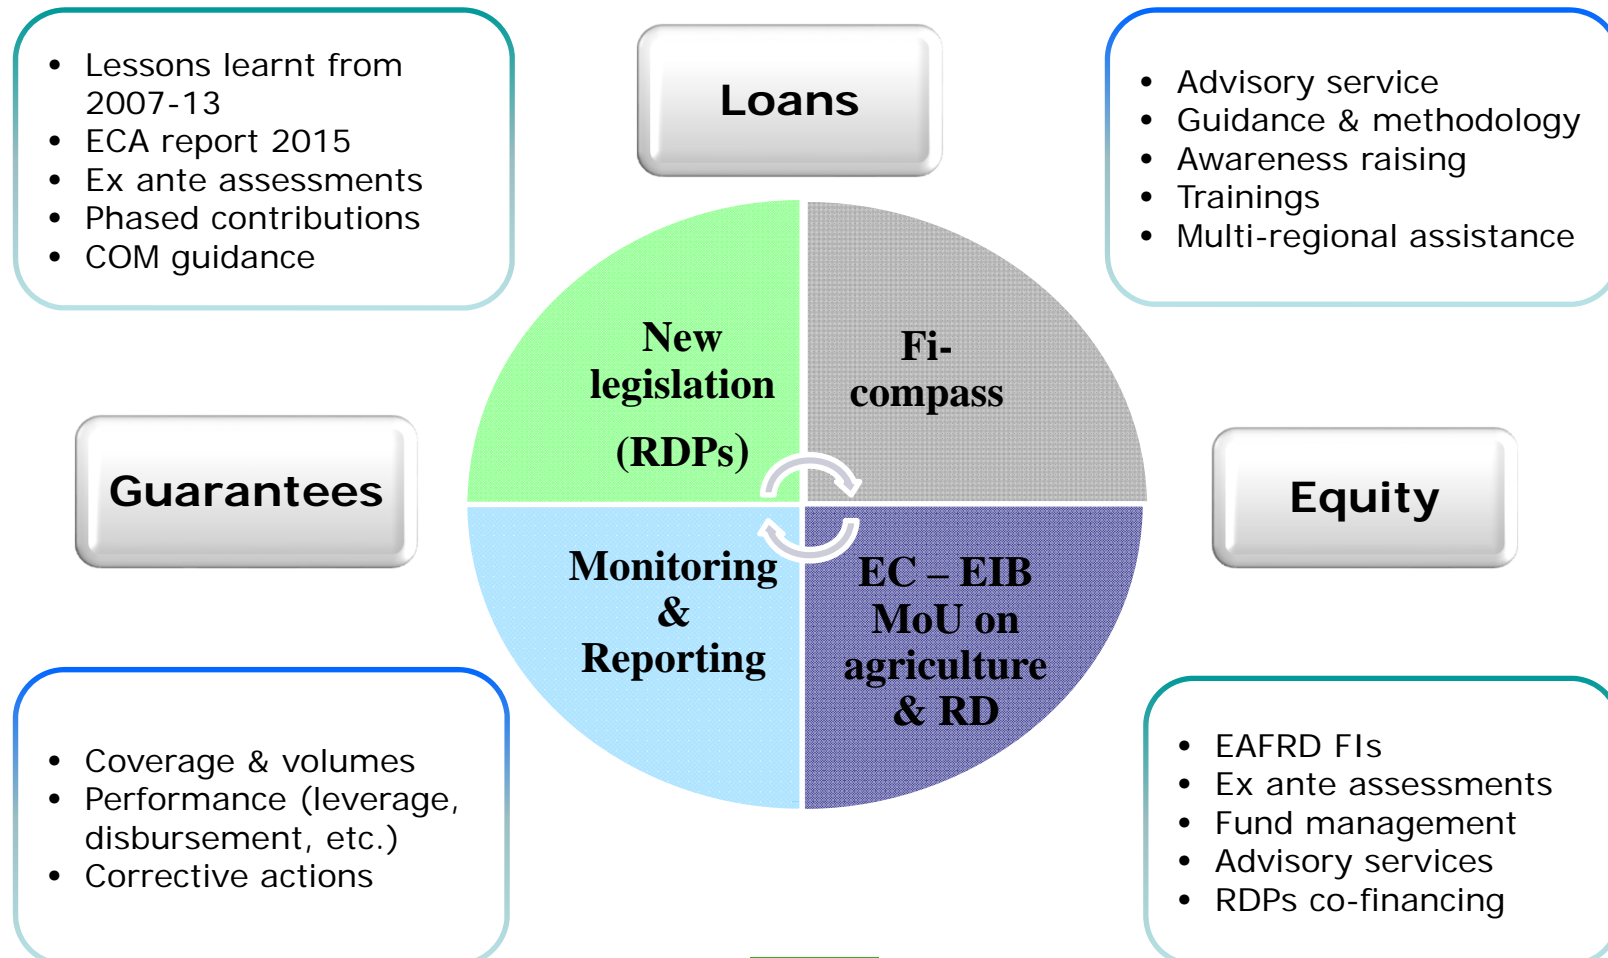 • Lessons learnt from
2007-13
• ECA report 2015
• Ex ante assessments
• Phased contributions
• COM guidance
Loans
• Advisory service
• Guidance & methodology
• Awareness raising
• Trainings
• Multi-regional assistance
New
legislation
(RDPs)
Fi-
compass
Guarantees
Equity
Monitoring
&
Reporting
EC – EIB
MoU on
agriculture
& RD
• Coverage & volumes
• Performance (leverage,
disbursement, etc.)
• Corrective actions
• EAFRD FIs
• Ex ante assessments
• Fund management
• Advisory services
• RDPs co-financing